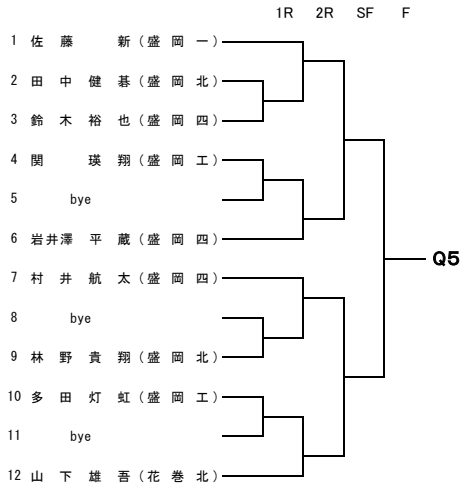 1R 2R SF F
1 佐藤 新(盛岡一)
2 田中健碁(盛岡北)
3 鈴木裕也(盛岡四)
4 関 瑛翔(盛岡工)
5 bye
6 岩井澤 平蔵(盛岡四)
Q5
7 村井航太(盛岡四)
8 bye
9 林野貴翔(盛岡北)
10 多田灯虹(盛岡工)
11 bye
12 山下雄吾(花巻北)